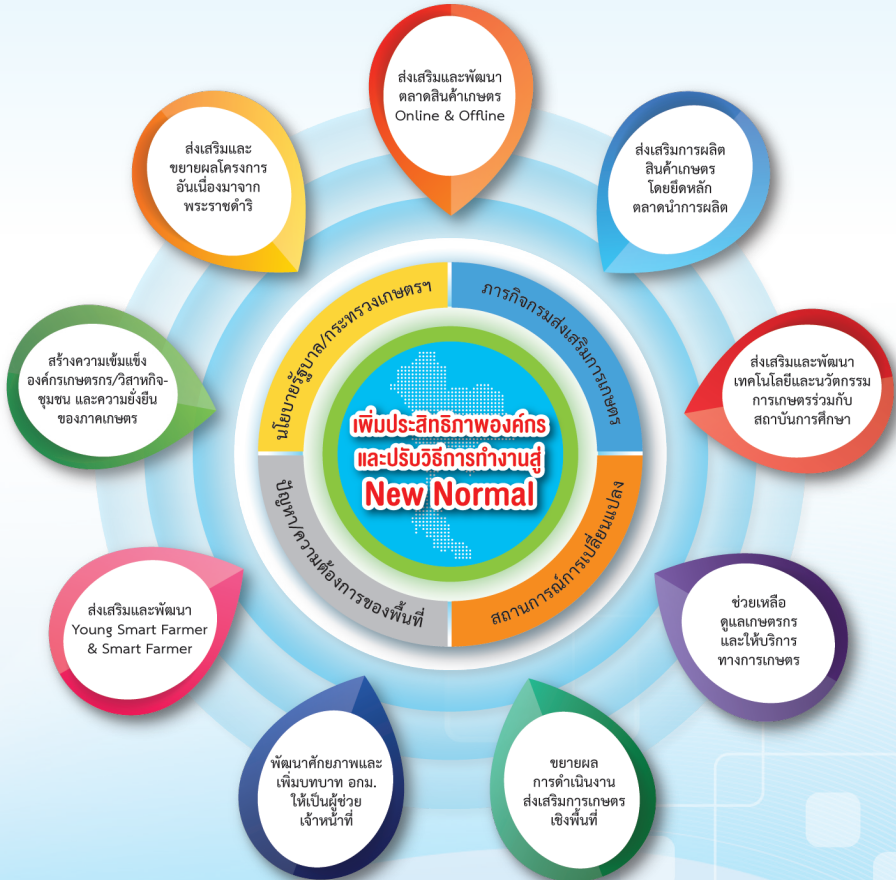 ส่งเสริมและพัฒนา
ตลาดสินค้าเกษตร
Online & Offline
ส่งเสริมการผลิต
สินค้าเกษตร
โดยยึดหลัก
ตลาดนำการผลิต
ส่งเสริมและพัฒนา
เทคโนโลยีและนวัตกรรม
การเกษตรร่วมกับ
สถาบันการศึกษา
ช่วยเหลือ
ดูแลเกษตรกร
และให้บริการ
ทางการเกษตร
ขยายผล
การดำเนินงาน
ส่งเสริมการเกษตร
เชิงพื้นที่
พัฒนาศักยภาพและ
เพิ่มบทบาท อกม.
ให้เป็นผู้ช่วย
เจ้าหน้าที่
ส่งเสริมและพัฒนา
Young Smart Farmer
& Smart Farmer
สร้างความเข้มแข็ง
องค์กรเกษตรกร/วิสาหกิจ-
ชุมชน และความยั่งยืน
ของภาคเกษตร
ส่งเสริมและ
ขยายผลโครงการ
อันเนื่องมาจาก
พระราชดำริ
นโยบายรัฐบาล/กระทรวงเกษตรฯ
ภารกิจกรมส่งเสริมการเกษตร
สถานการณ์การเปลี่ยนแปลง
ปัญหา/ความต้องการของพื้นที่
เพิ่มประสิทธิภาพองค์กร
และปรับวิธีการทำงานสู่
New Normal